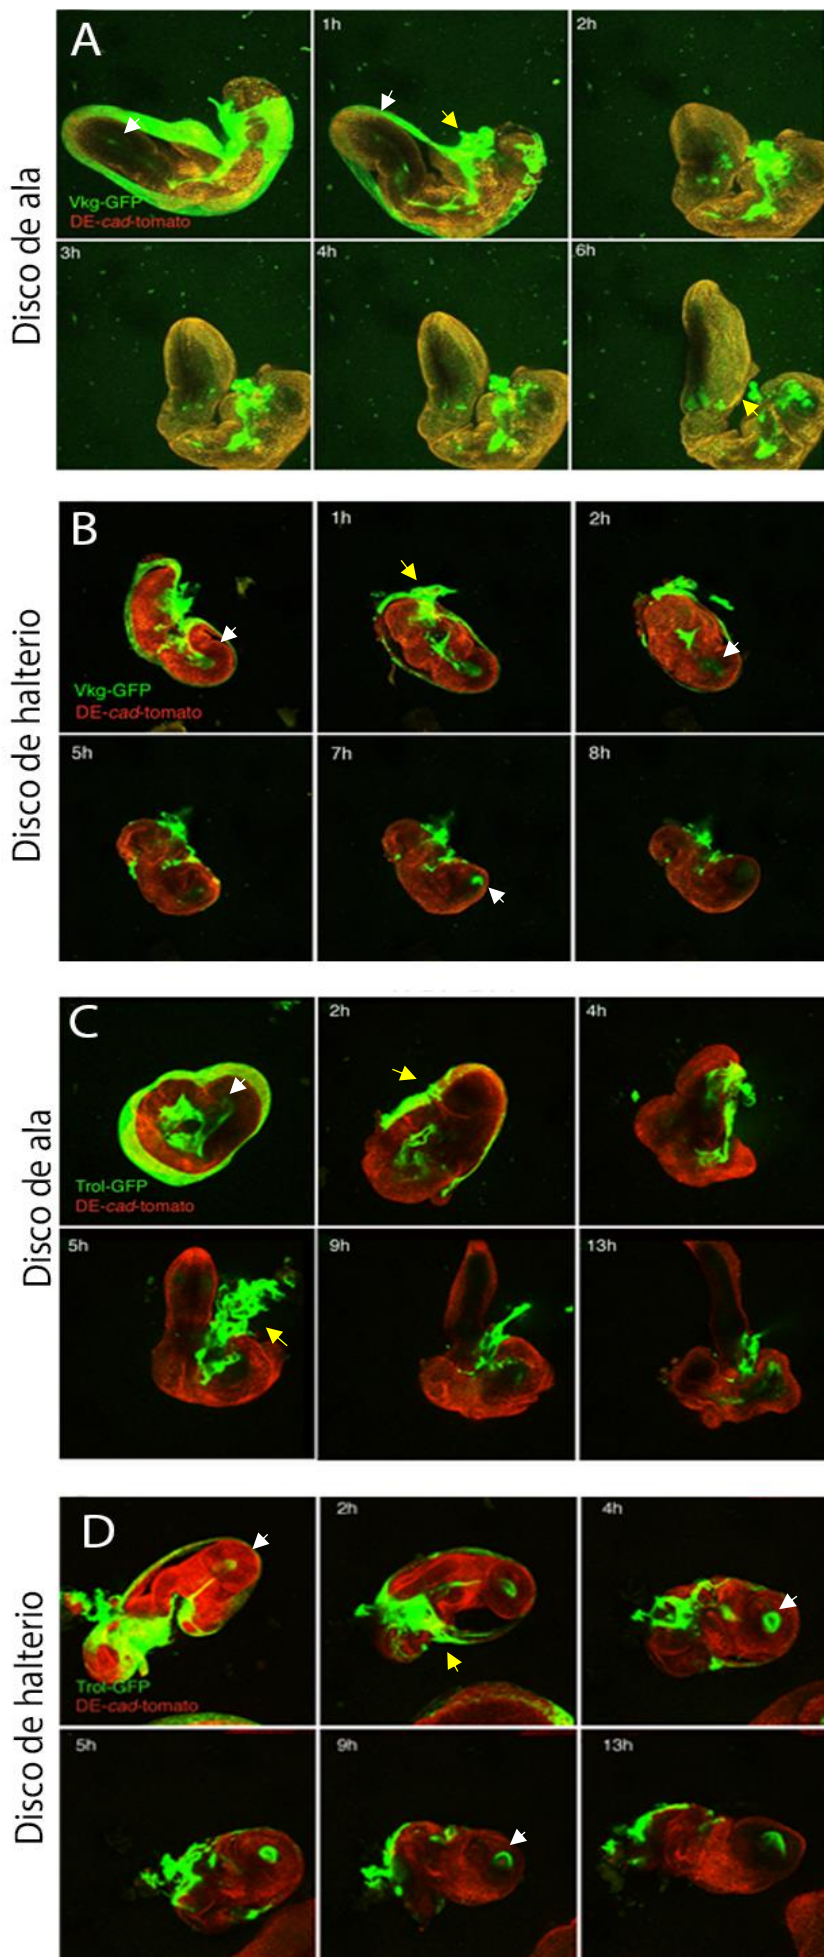 Disco de ala
A
1h
2h
Vkg-GFP
DE-cad-tomato
3h
4h
6h
Disco de halterio
B
1h
2h
Vkg-GFP
DE-cad-tomato
5h
7h
8h
Disco de ala
C
2h
4h
Trol-GFP
DE-cad-tomato
5h
9h
13h
Disco de halterio
D
2h
4h
Trol-GFP
DE-cad-tomato
5h
9h
13h